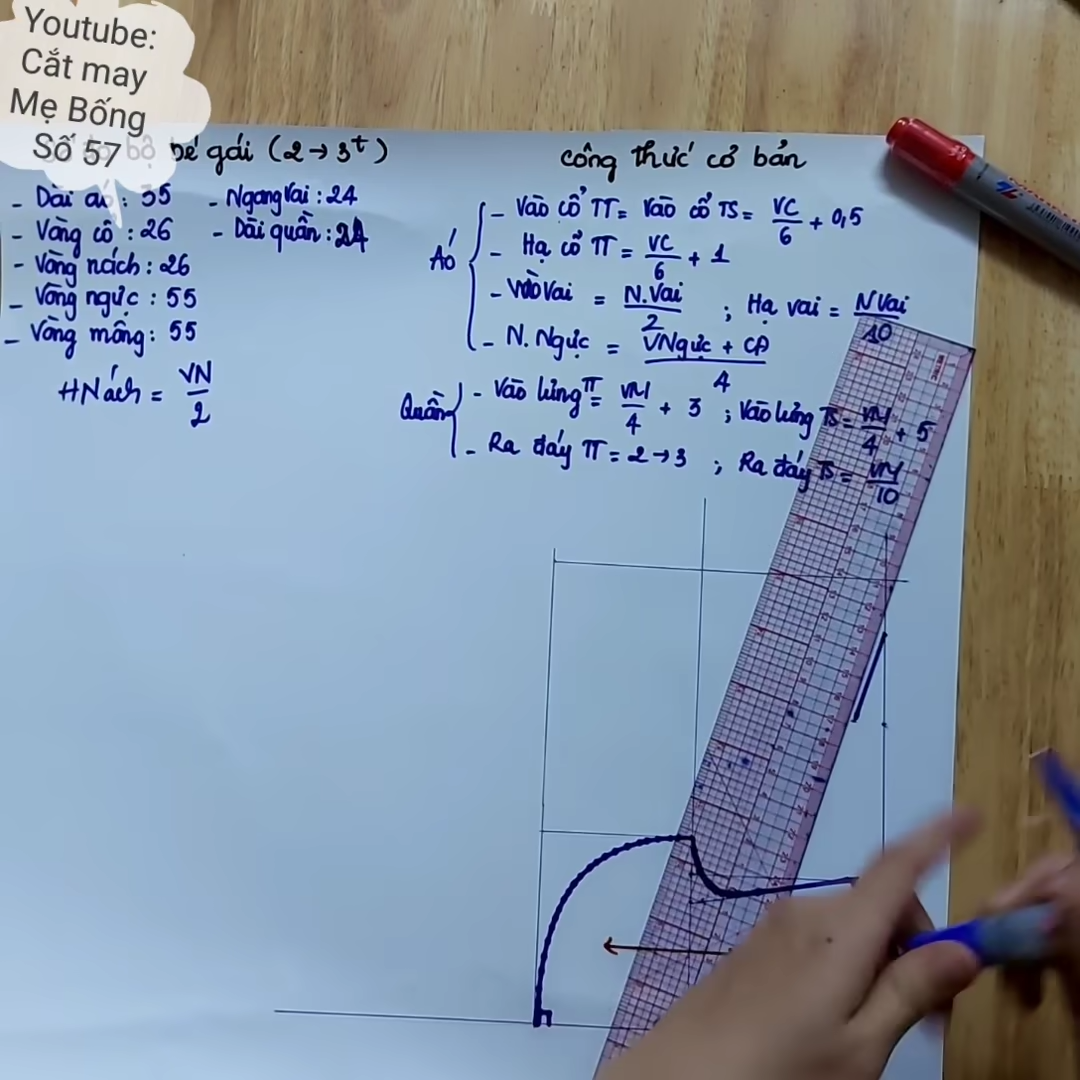 Youtube:
Cắt may
Mẹ Bống
Số 57
bộ bé gái (2→3t)
- Dài áo: 35
- Ngang vai: 24
- Vòng cổ: 26
- Dài quần: 24
- Vòng nách: 26
- Vòng ngực: 55
- Vòng mông: 55
HNách = VN/2
công thức cơ bản
Áo
- Vào cổ TT = Vào cổ TS = VC/6 + 0,5
- Hạ cổ TT = VC/6 + 1
- Vào Vai = N.Vai/2 ; Hạ vai = N Vai/10
- N. Ngực = VNgực + CĐ/4
Quần
- Vào lưng TT = VM/4 + 3 ; Vào lưng TS = VM/4 + 5
- Ra đáy TT = 2→3 ; Ra đáy TS = VM/10